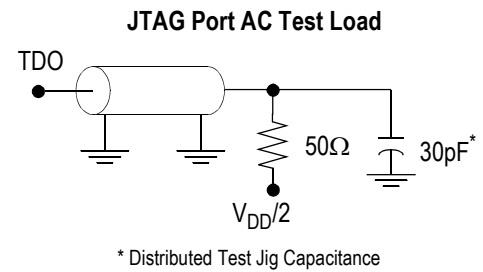 JTAG Port AC Test Load
TDO
50Ω
30pF*
VDD/2
* Distributed Test Jig Capacitance